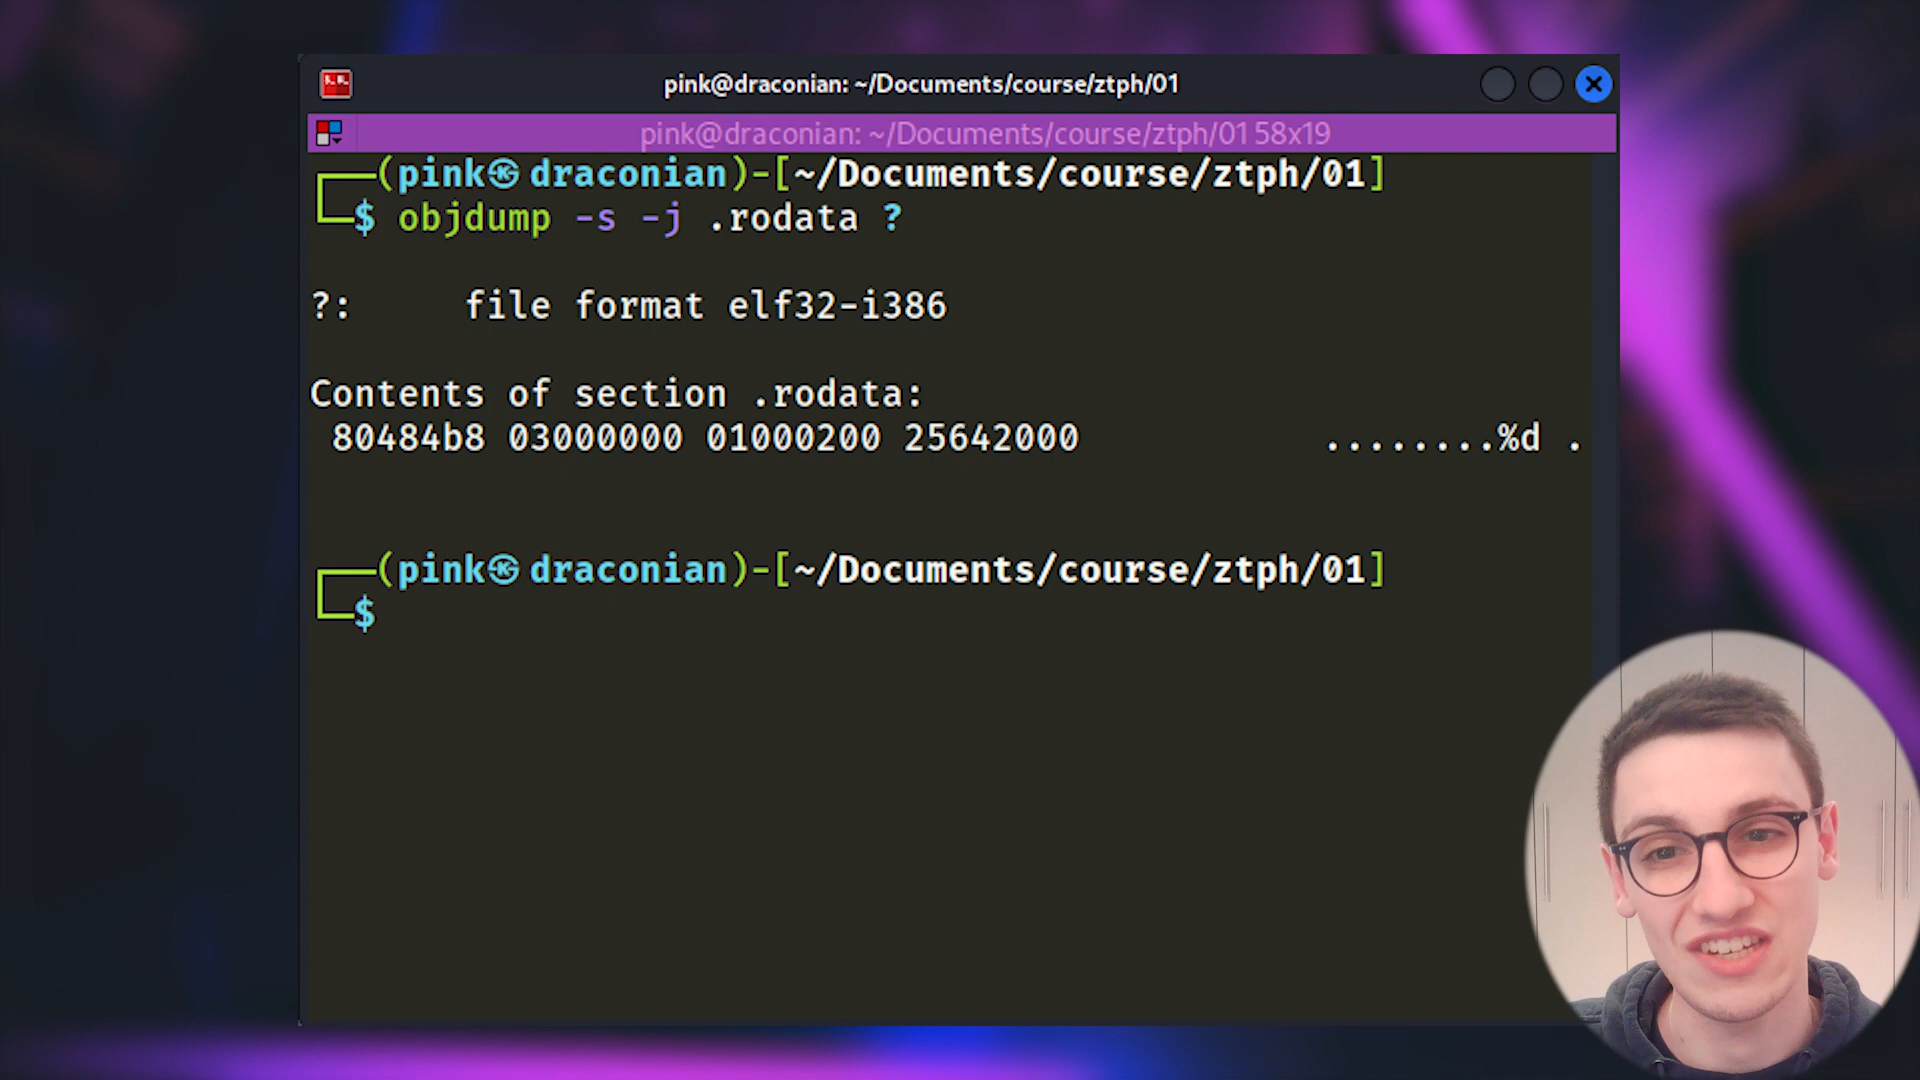 pink@draconian: ~/Documents/course/ztph/01
pink@draconian: ~/Documents/course/ztph/01 58x19
┌──(pink㉿draconian)-[~/Documents/course/ztph/01]
└─$ objdump -s -j .rodata ?
?:     file format elf32-i386
Contents of section .rodata:
 80484b8 03000000 01000200 25642000           ........%d .
┌──(pink㉿draconian)-[~/Documents/course/ztph/01]
└─$